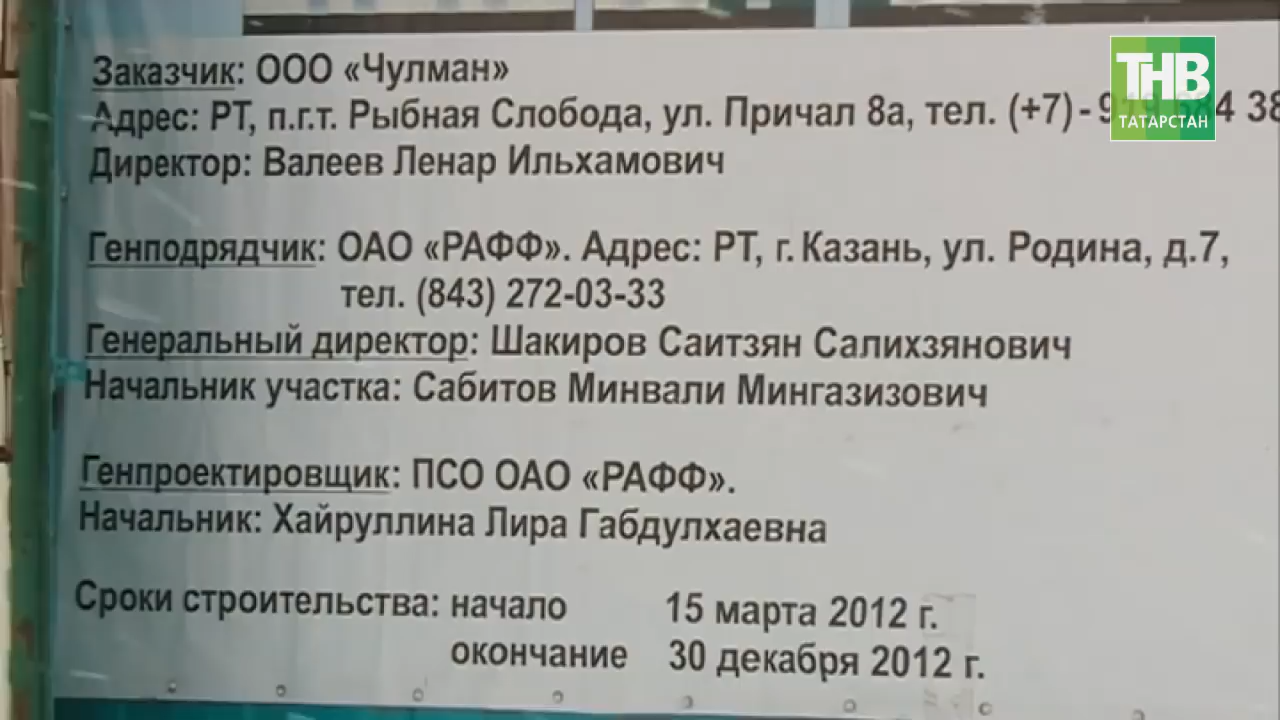 ТНВ
ТАТАРСТАН
Заказчик: ООО «Чулман»
Адрес: РТ, п.г.т. Рыбная Слобода, ул. Причал 8а, тел. (+7)-
Директор: Валеев Ленар Ильхамович
Генподрядчик: ОАО «РАФФ». Адрес: РТ, г.Казань, ул. Родина, д.7,
тел. (843) 272-03-33
Генеральный директор: Шакиров Саитзян Салихзянович
Начальник участка: Сабитов Минвали Мингазизович
Генпроектировщик: ПСО ОАО «РАФФ».
Начальник: Хайруллина Лира Габдулхаевна
Сроки строительства: начало 15 марта 2012 г.
окончание 30 декабря 2012 г.